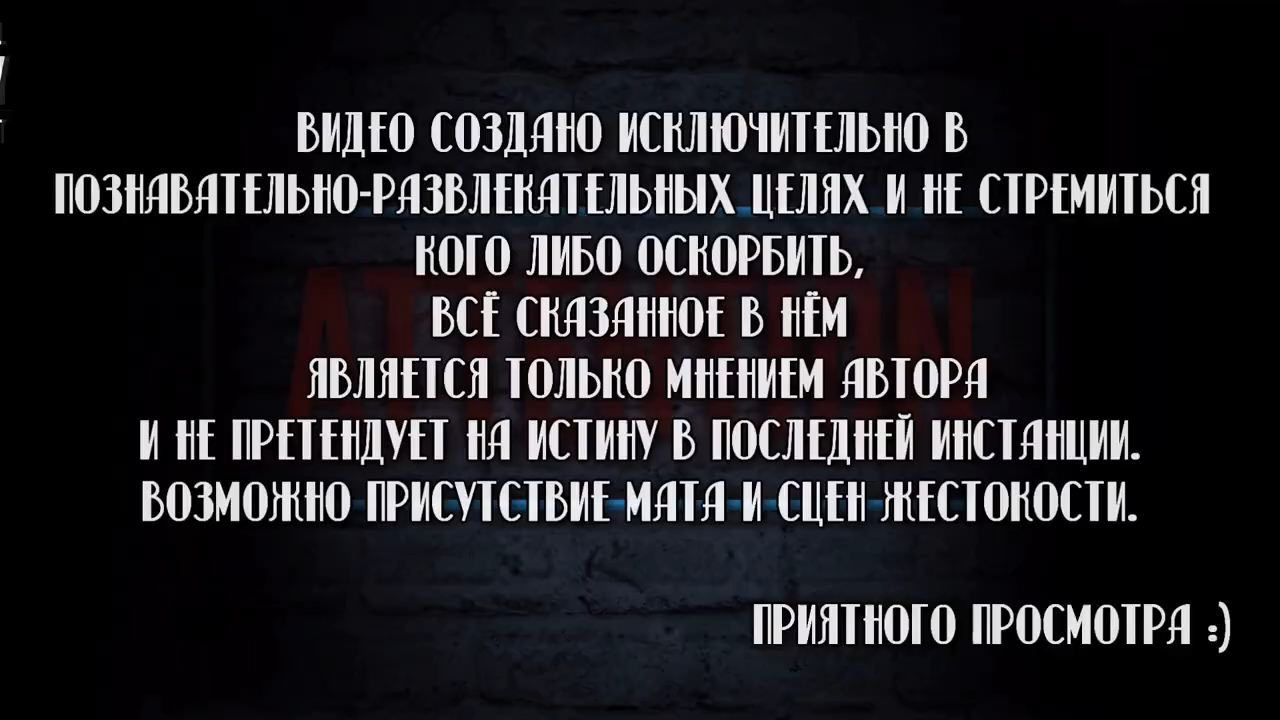 ВИДЕО СОЗДАНО ИСКЛЮЧИТЕЛЬНО В
ПОЗНАВАТЕЛЬНО-РАЗВЛЕКАТЕЛЬНЫХ ЦЕЛЯХ И НЕ СТРЕМИТЬСЯ
КОГО ЛИБО ОСКОРБИТЬ,
ВСЁ СКАЗАННОЕ В НЁМ
ЯВЛЯЕТСЯ ТОЛЬКО МНЕНИЕМ АВТОРА
И НЕ ПРЕТЕНДУЕТ НА ИСТИНУ В ПОСЛЕДНЕЙ ИНСТАНЦИИ.
ВОЗМОЖНО ПРИСУТСТВИЕ МАТА И СЦЕН ЖЕСТОКОСТИ.
ПРИЯТНОГО ПРОСМОТРА :)
ATTENTION